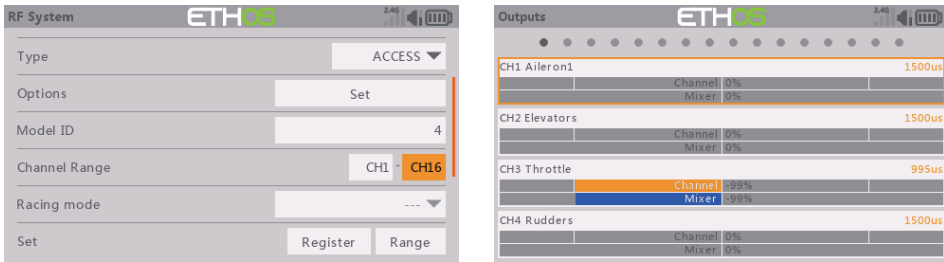 RF System
ETHOS
2.4G
Type
ACCESS
Options
Set
Model ID
4
Channel Range
CH1 - CH16
Racing mode
---
Set
Register
Range
Outputs
ETHOS
2.4G
CH1 Aileron1
1500us
Channel 0%
Mixer 0%
CH2 Elevators
1500us
Channel 0%
Mixer 0%
CH3 Throttle
995us
Channel -99%
Mixer -99%
CH4 Rudders
1500us
Channel 0%
Mixer 0%